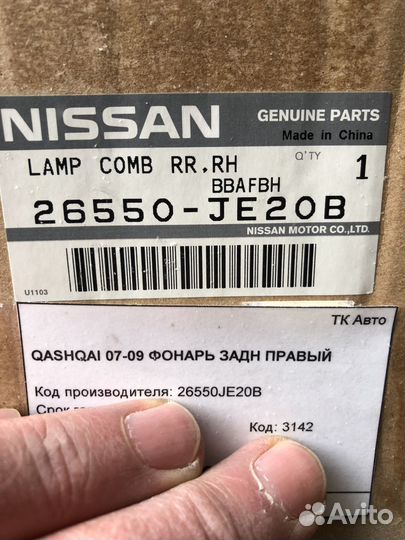 NISSAN
GENUINE PARTS
Made in China
LAMP COMB RR.RH
Q'TY
1
BBAFBH
26550-JE20B
NISSAN MOTOR CO.,LTD.
U1103
ТК Авто
QASHQAI 07-09 ФОНАРЬ ЗАДН ПРАВЫЙ
Код производителя: 26550JE20B
Срок
Код: 3142
Avito